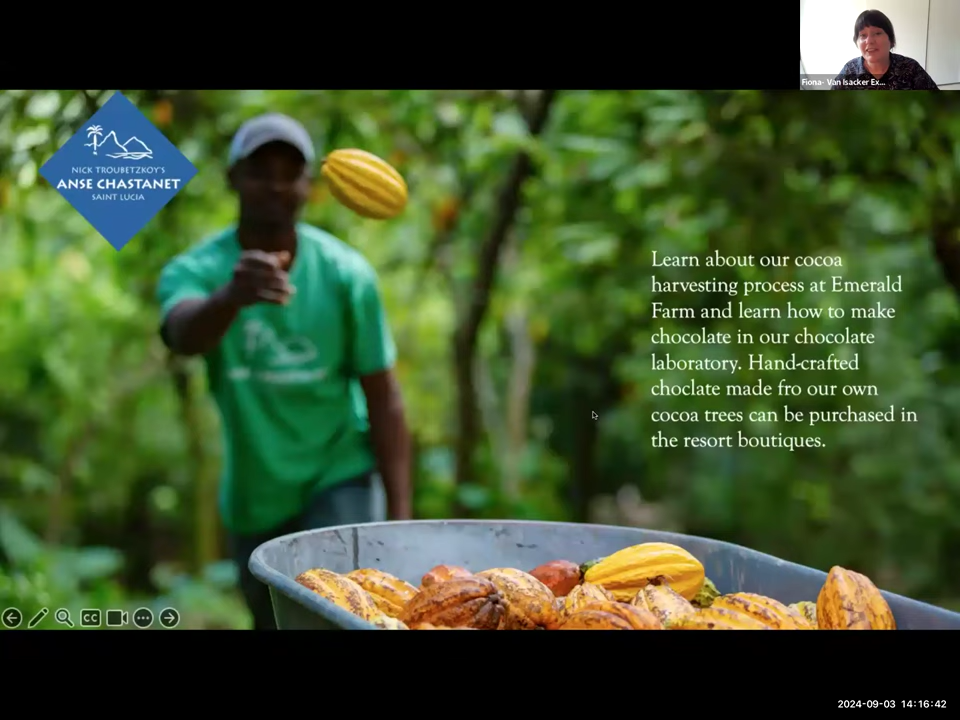 Fiona- Van Isacker Ex...
NICK TROUBETZKOY'S
ANSE CHASTANET
SAINT LUCIA
Learn about our cocoa
harvesting process at Emerald
Farm and learn how to make
chocolate in our chocolate
laboratory. Hand-crafted
choclate made fro our own
cocoa trees can be purchased in
the resort boutiques.
CC
2024-09-03 14:16:42